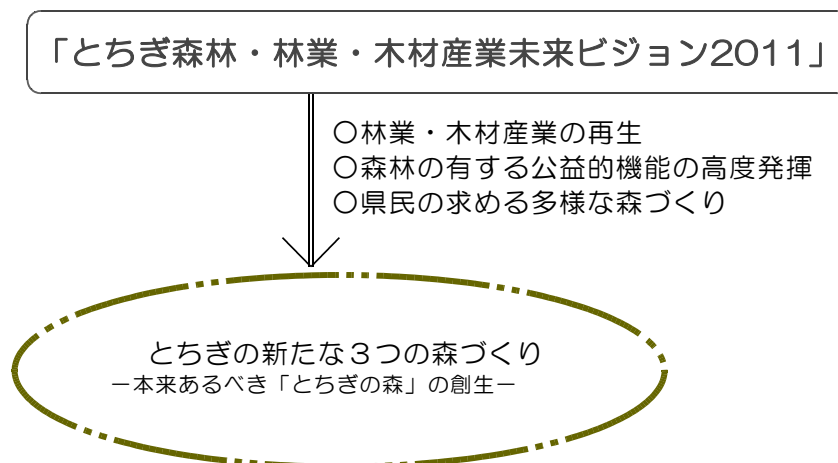 「とちぎ森林・林業・木材産業未来ビジョン2011」
○林業・木材産業の再生
○森林の有する公益的機能の高度発揮
○県民の求める多様な森づくり
とちぎの新たな３つの森づくり
－本来あるべき「とちぎの森」の創生－